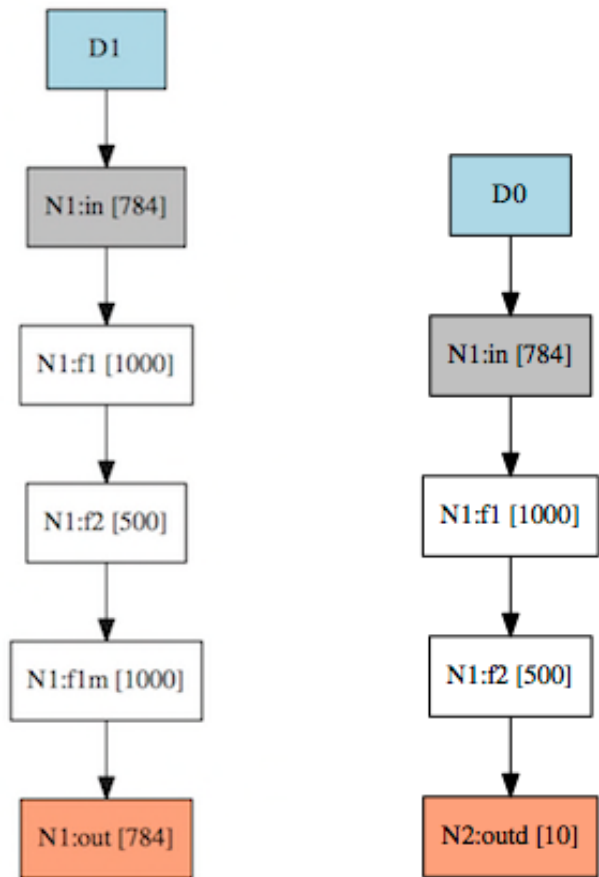 D1
N1:in [784]
N1:f1 [1000]
N1:f2 [500]
N1:f1m [1000]
N1:out [784]
D0
N1:in [784]
N1:f1 [1000]
N1:f2 [500]
N2:outd [10]